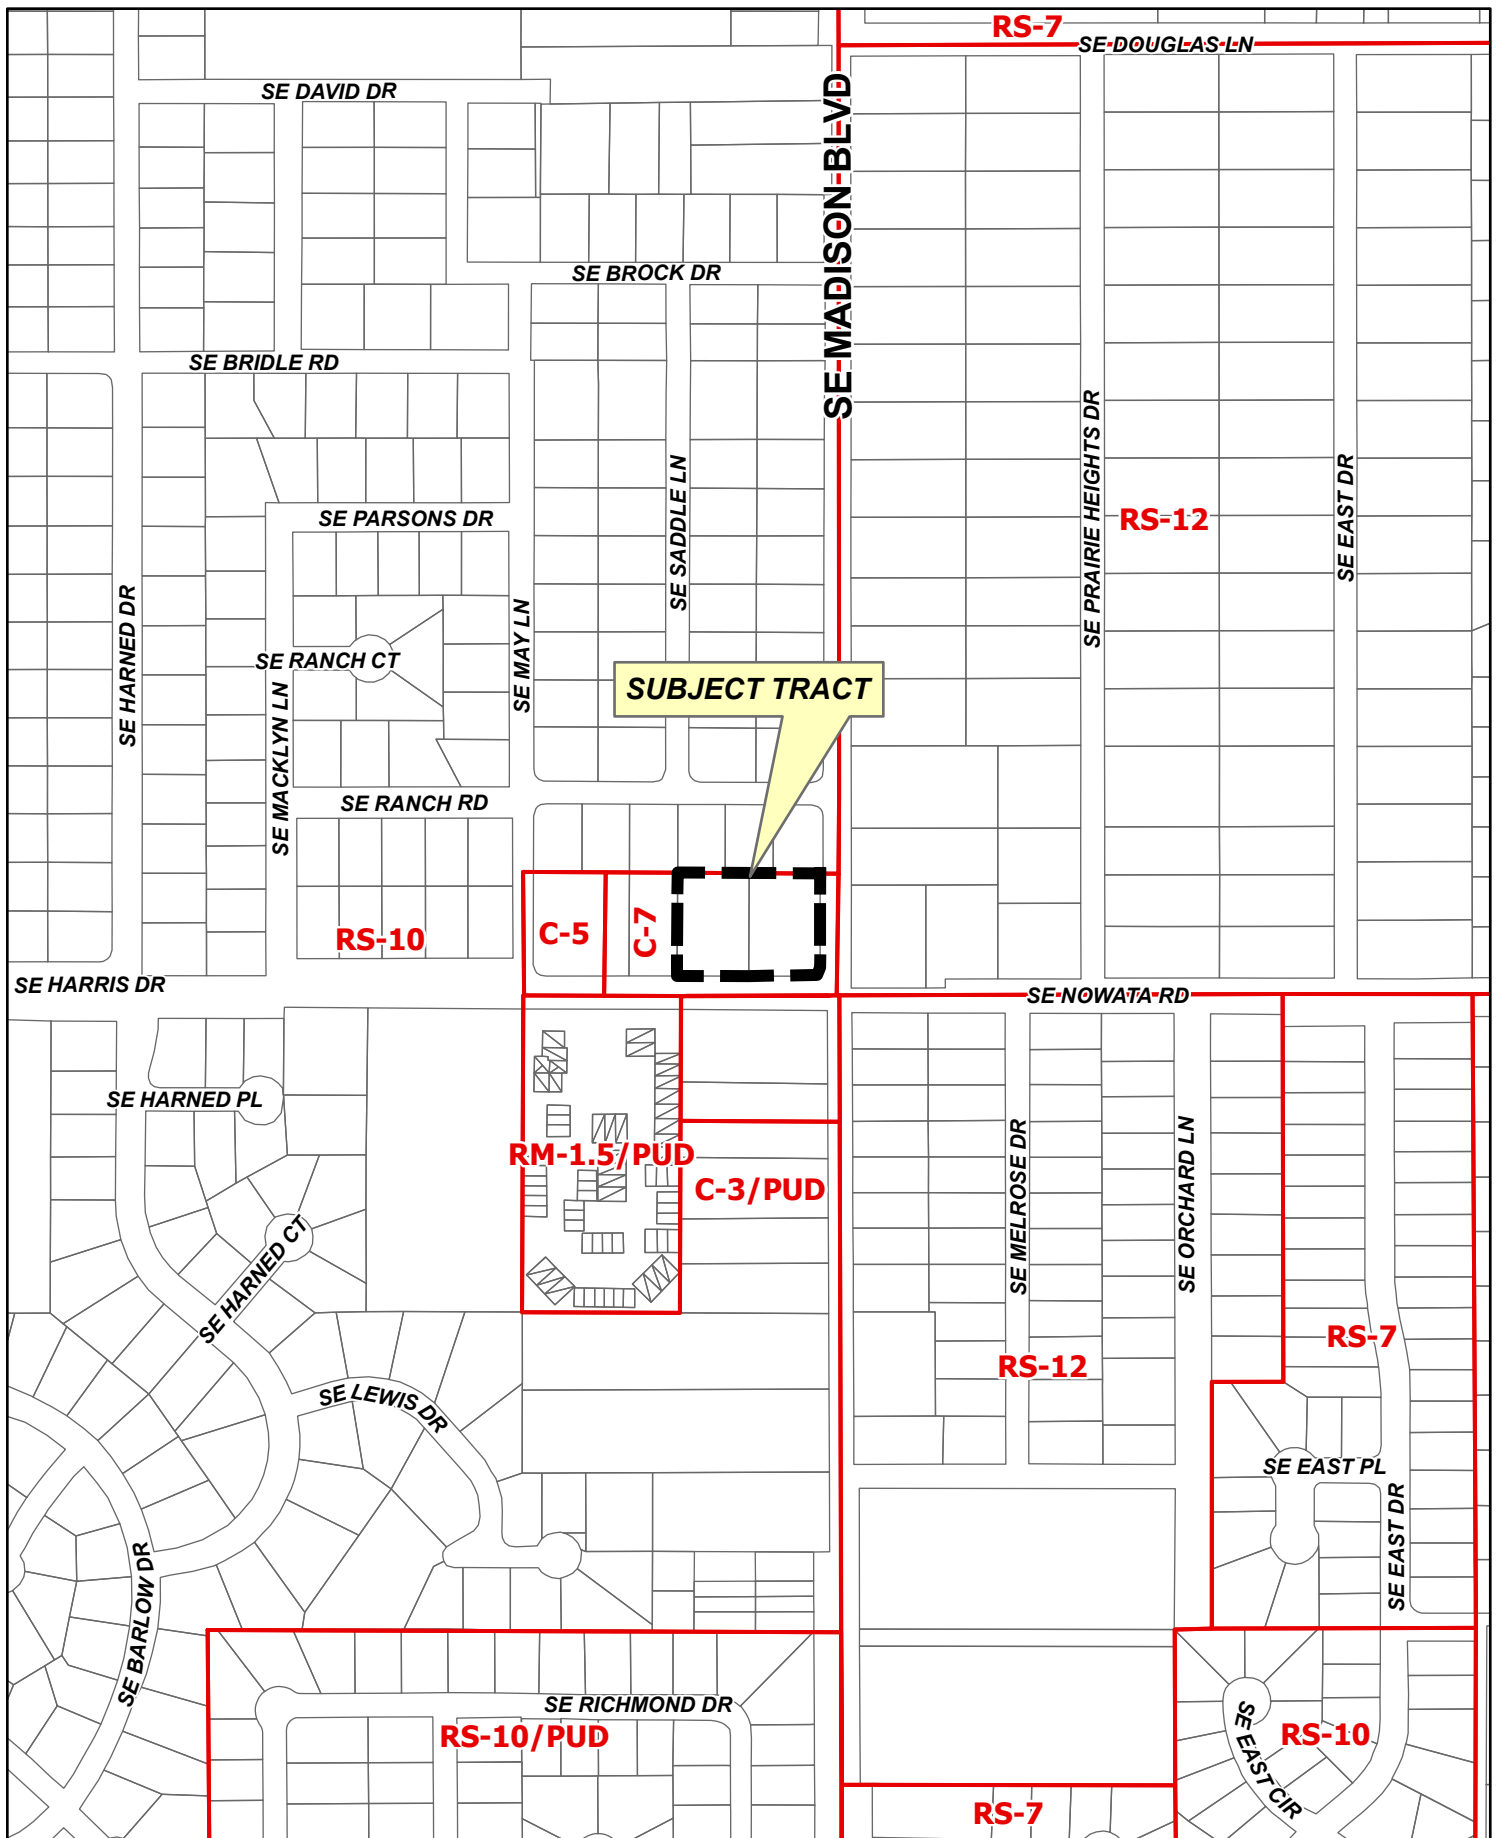 RS-7
SE DOUGLAS LN
SE DAVID DR
SE MADISON BLVD
SE BROCK DR
SE BRIDLE RD
SE PRAIRIE HEIGHTS DR
SE SADDLE LN
SE EAST DR
SE PARSONS DR
RS-12
SE HARNED DR
SE MAY LN
SE RANCH CT
SE MACKLYN LN
SUBJECT TRACT
SE RANCH RD
C-5
C-7
RS-10
SE HARRIS DR
SE NOWATA RD
SE HARNED PL
RM-1.5/PUD
C-3/PUD
SE MELROSE DR
SE ORCHARD LN
SE HARNED CT
RS-7
RS-12
SE LEWIS DR
SE EAST PL
SE EAST DR
SE BARLOW DR
SE RICHMOND DR
RS-10/PUD
SE EAST CIR
RS-10
RS-7